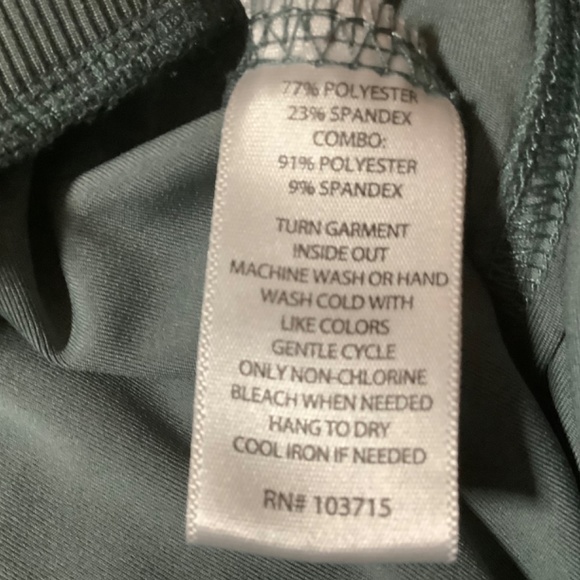 77% POLYESTER
23% SPANDEX
COMBO:
91% POLYESTER
9% SPANDEX
TURN GARMENT
INSIDE OUT
MACHINE WASH OR HAND
WASH COLD WITH
LIKE COLORS
GENTLE CYCLE
ONLY NON-CHLORINE
BLEACH WHEN NEEDED
HANG TO DRY
COOL IRON IF NEEDED
RN# 103715